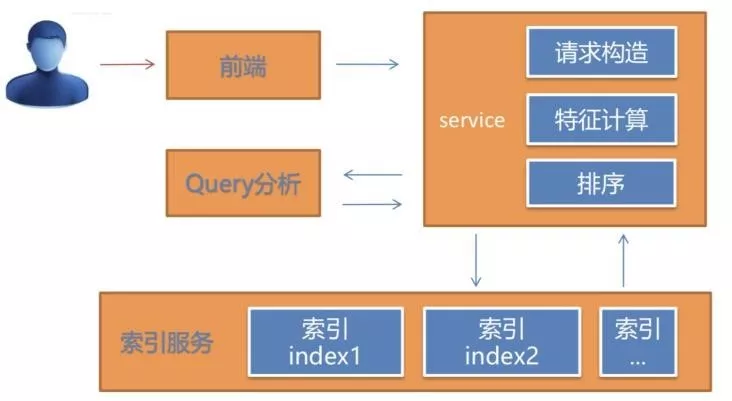 前端
service
请求构造
特征计算
排序
Query分析
索引服务
索引
index1
索引
index2
索引
...